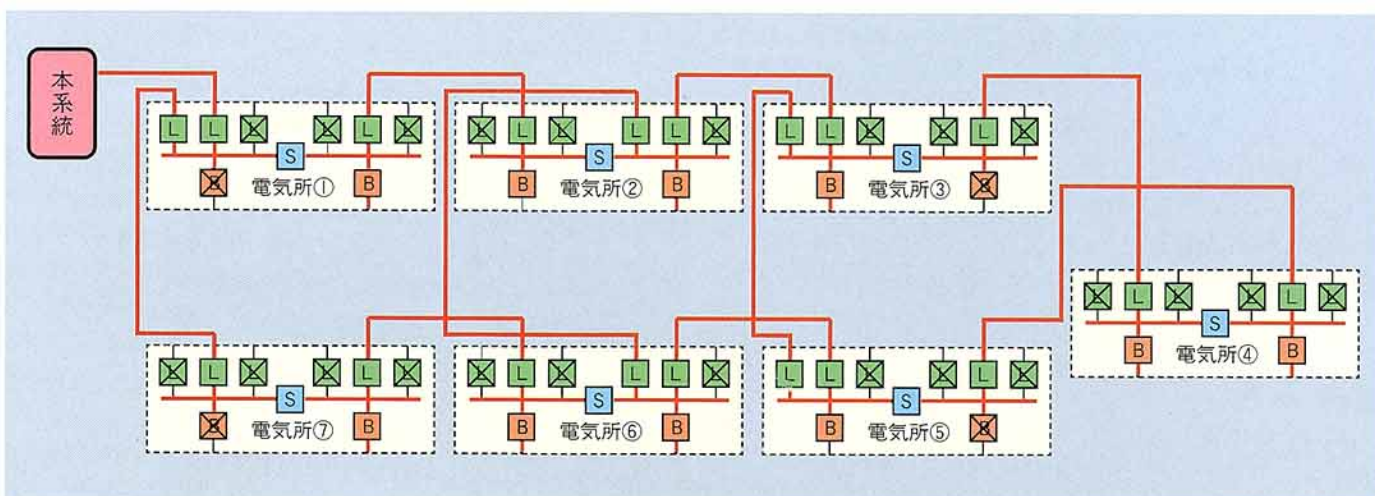 本系統
L L L L L L
S
B 電気所① B
L L L L L L
S
B 電気所② B
L L L L L L
S
B 電気所③ B
L L L L L L
S
B 電気所④ B
L L L L L L
S
B 電気所⑦ B
L L L L L L
S
B 電気所⑥ B
L L L L L L
S
B 電気所⑤ B